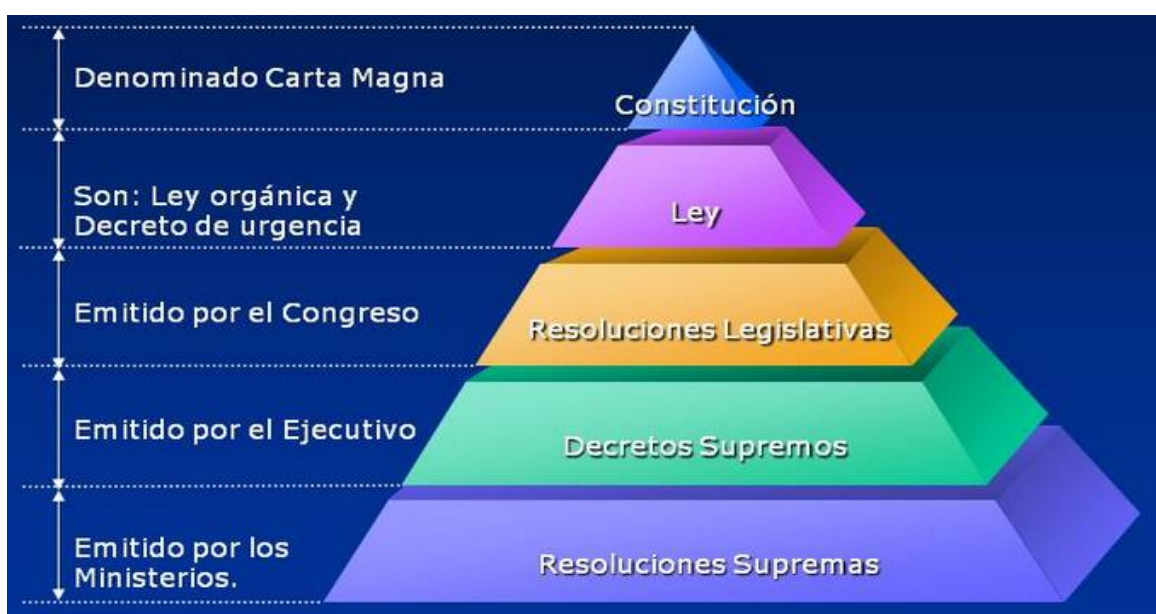 Denominado Carta Magna
Constitución
Son: Ley orgánica y
Decreto de urgencia
Ley
Emitido por el Congreso
Resoluciones Legislativas
Emitido por el Ejecutivo
Decretos Supremos
Emitido por los
Ministerios.
Resoluciones Supremas